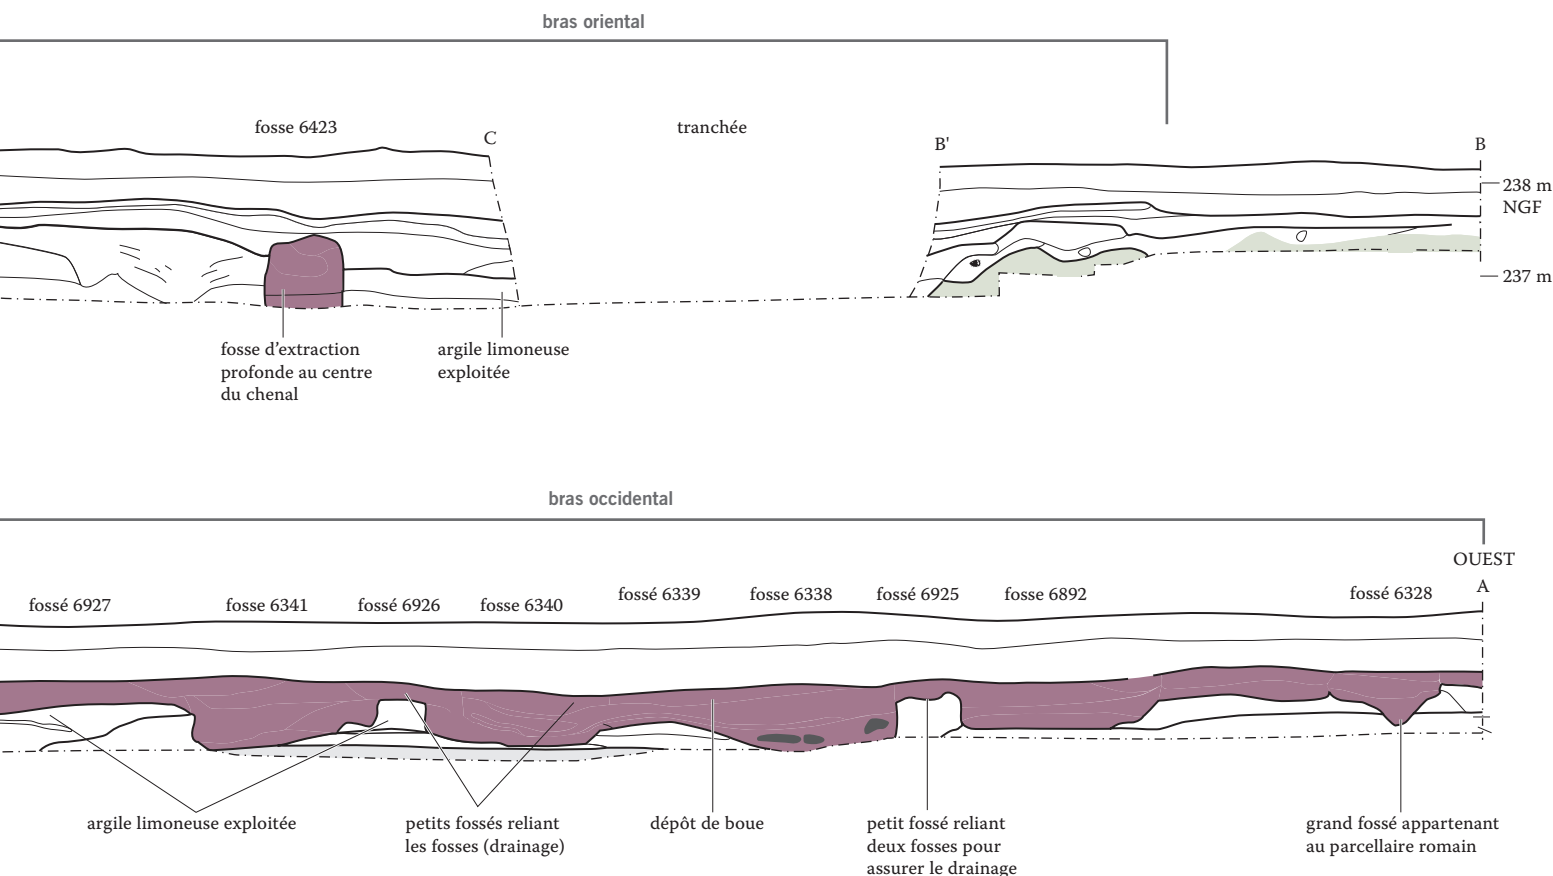 bras oriental
fosse 6423
C
tranchée
B'
B
238 m
NGF
237 m
fosse d’extraction
profonde au centre
du chenal
argile limoneuse
exploitée
bras occidental
OUEST
A
fossé 6927
fosse 6341
fossé 6926
fosse 6340
fossé 6339
fosse 6338
fossé 6925
fosse 6892
fossé 6328
argile limoneuse exploitée
petits fossés reliant
les fosses (drainage)
dépôt de boue
petit fossé reliant
deux fosses pour
assurer le drainage
grand fossé appartenant
au parcellaire romain